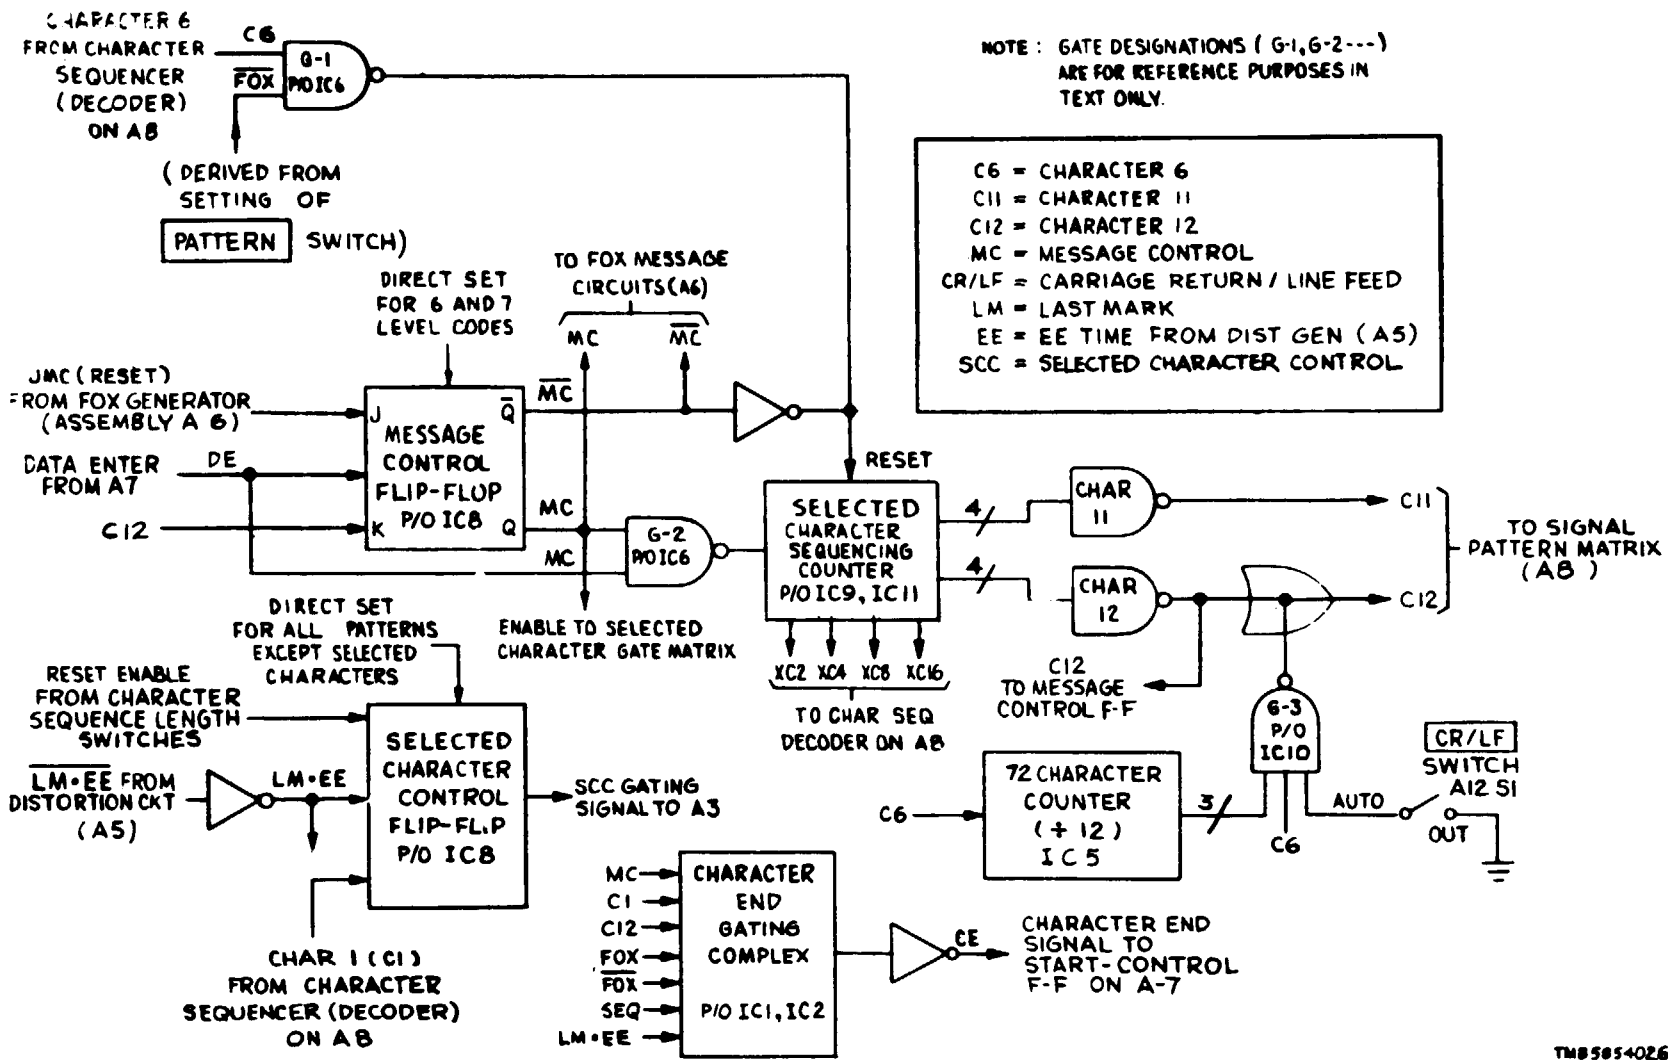 CHARACTER 6
FROM CHARACTER
SEQUENCER
(DECODER)
ON A8
C6
FOX
G-1
P/O IC6
(DERIVED FROM
SETTING OF
PATTERN SWITCH)
NOTE: GATE DESIGNATIONS (G-1, G-2---)
ARE FOR REFERENCE PURPOSES IN
TEXT ONLY.
C6 = CHARACTER 6
C11 = CHARACTER 11
C12 = CHARACTER 12
MC = MESSAGE CONTROL
CR/LF = CARRIAGE RETURN / LINE FEED
LM = LAST MARK
EE = EE TIME FROM DIST GEN (A5)
SCC = SELECTED CHARACTER CONTROL
DIRECT SET
FOR 6 AND 7
LEVEL CODES
TO FOX MESSAGE
CIRCUITS (A6)
MC
MC
JMC (RESET)
FROM FOX GENERATOR
(ASSEMBLY A 6)
DATA ENTER
FROM A7
DE
C12
J
Q
MESSAGE
CONTROL
FLIP-FLOP
P/O IC8
K
Q
MC
MC
MC
G-2
P/O IC6
ENABLE TO SELECTED
CHARACTER GATE MATRIX
RESET
SELECTED
CHARACTER
SEQUENCING
COUNTER
P/O IC9, IC11
XC2 XC4 XC8 XC16
TO CHAR SEQ
DECODER ON A8
4
4
CHAR
11
CHAR
12
C11
C12
TO SIGNAL
PATTERN MATRIX
(A8)
C12
TO MESSAGE
CONTROL F-F
G-3
P/O
IC10
DIRECT SET
FOR ALL PATTERNS
EXCEPT SELECTED
CHARACTERS
RESET ENABLE
FROM CHARACTER
SEQUENCE LENGTH
SWITCHES
LM•EE FROM
DISTORTION CKT
(A5)
LM•EE
SELECTED
CHARACTER
CONTROL
FLIP-FLIP
P/O IC8
SCC GATING
SIGNAL TO A3
CHAR 1 (C1)
FROM CHARACTER
SEQUENCER (DECODER)
ON A8
C6
72 CHARACTER
COUNTER
(÷ 12)
IC5
3
C6
AUTO
CR/LF
SWITCH
A12 S1
OUT
MC
C1
C12
FOX
FOX
SEQ
LM•EE
CHARACTER
END
GATING
COMPLEX
P/O IC1, IC2
CE
CHARACTER END
SIGNAL TO
START-CONTROL
F-F ON A-7
TM85854026